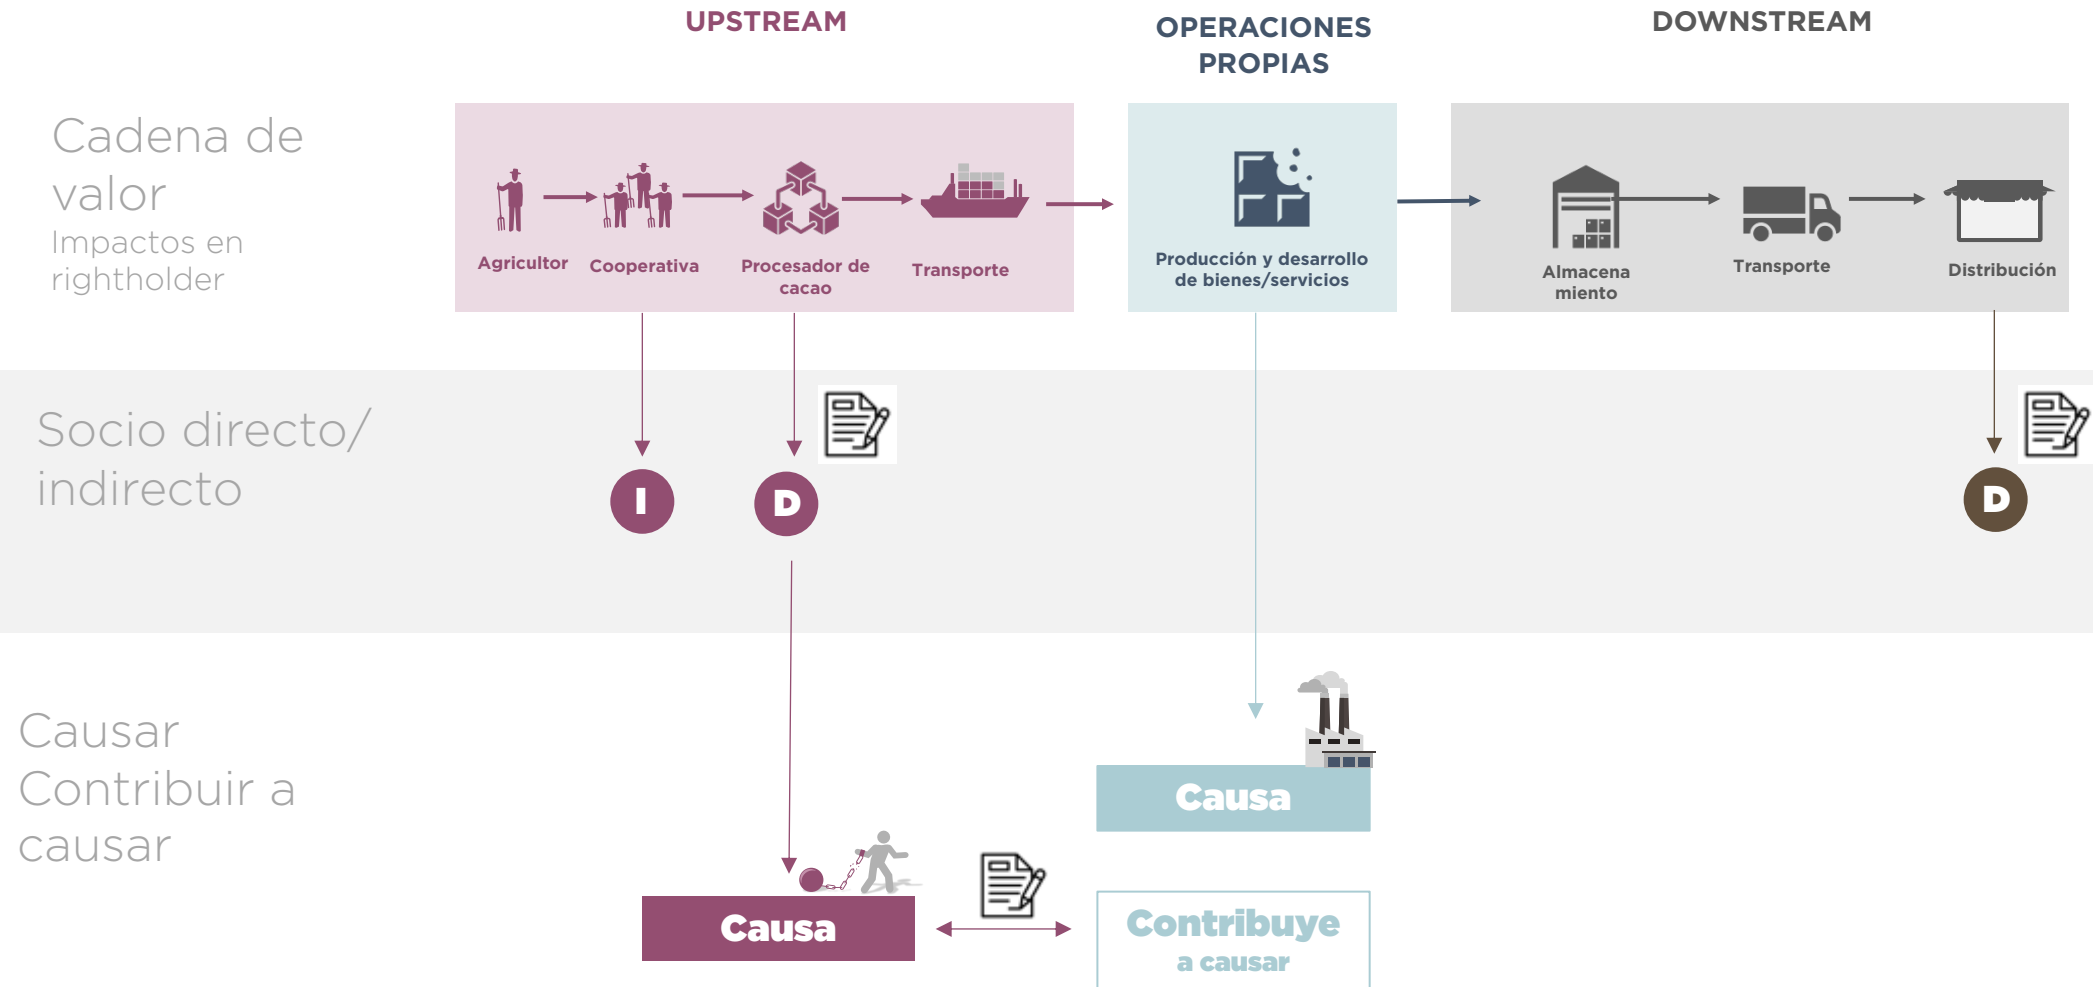 UPSTREAM
OPERACIONES
PROPIAS
DOWNSTREAM
Cadena de
valor
Impactos en
rightholder
Agricultor
Cooperativa
Procesador de
cacao
Transporte
Producción y desarrollo
de bienes/servicios
Almacena
miento
Transporte
Distribución
Socio directo/
indirecto
I
D
D
Causar
Contribuir a
causar
Causa
Causa
Contribuye
a causar